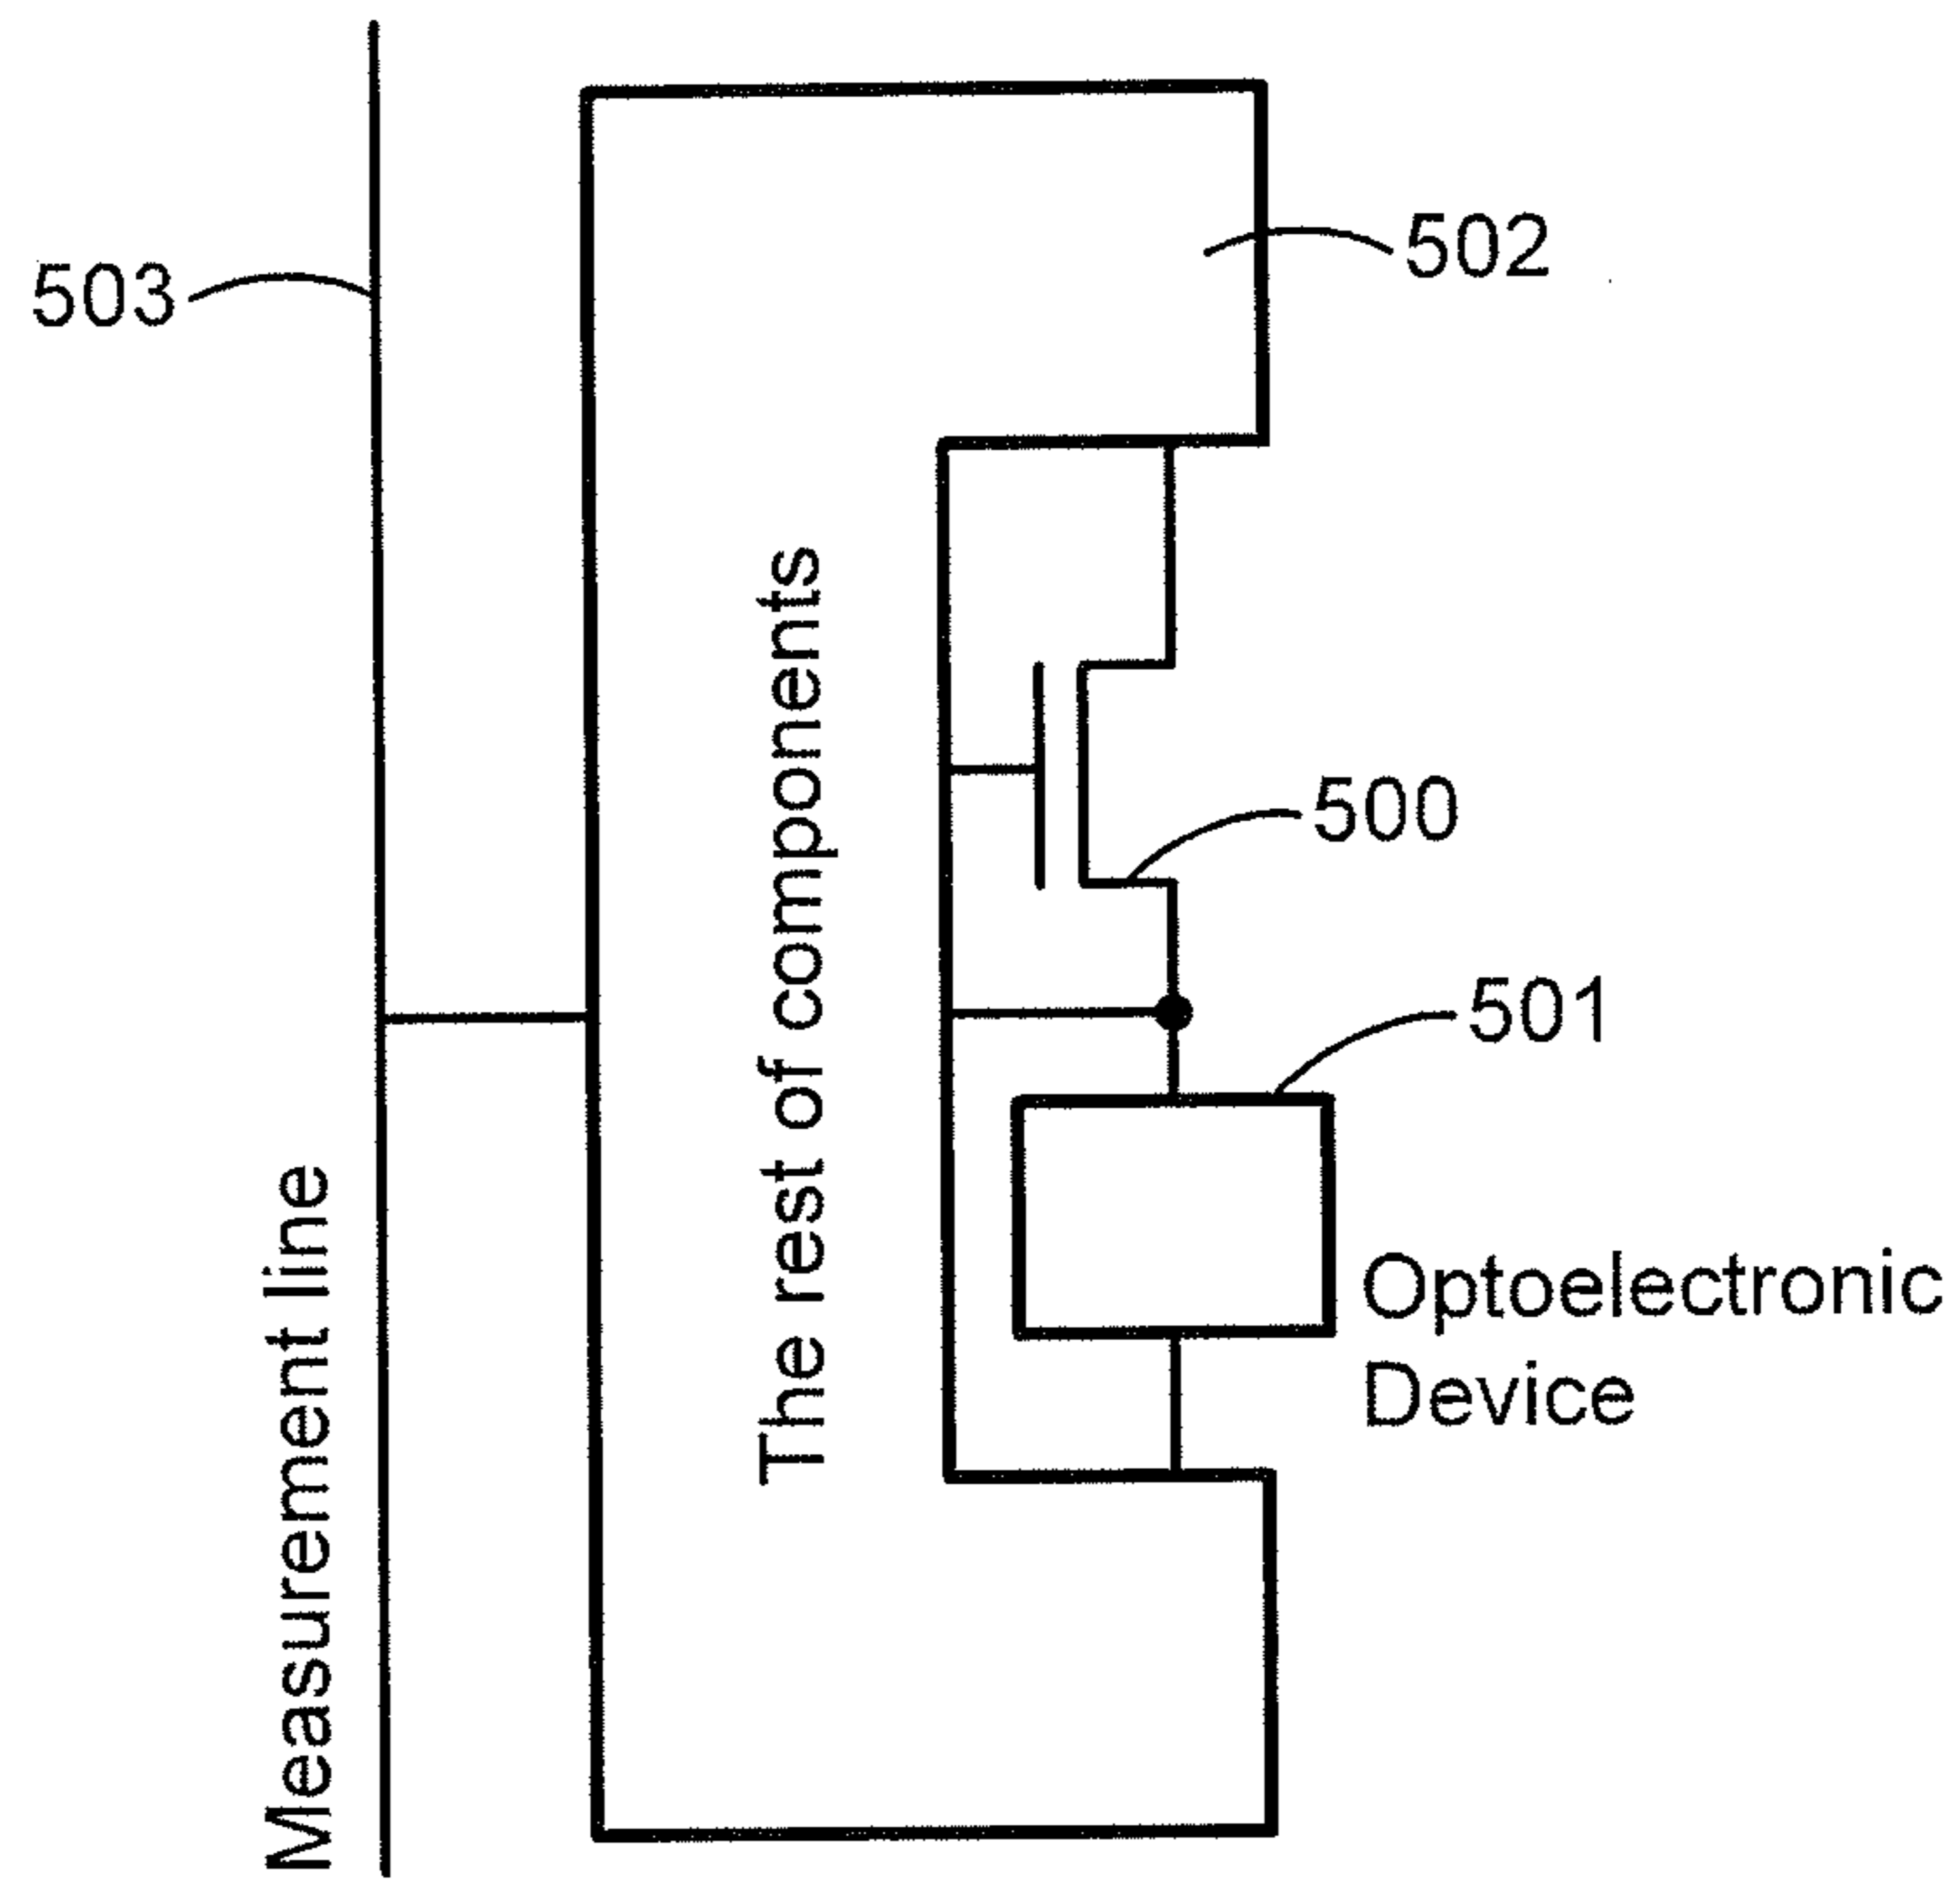 502
503
The rest of components
500
501
Measurement line
Optoelectronic
Device